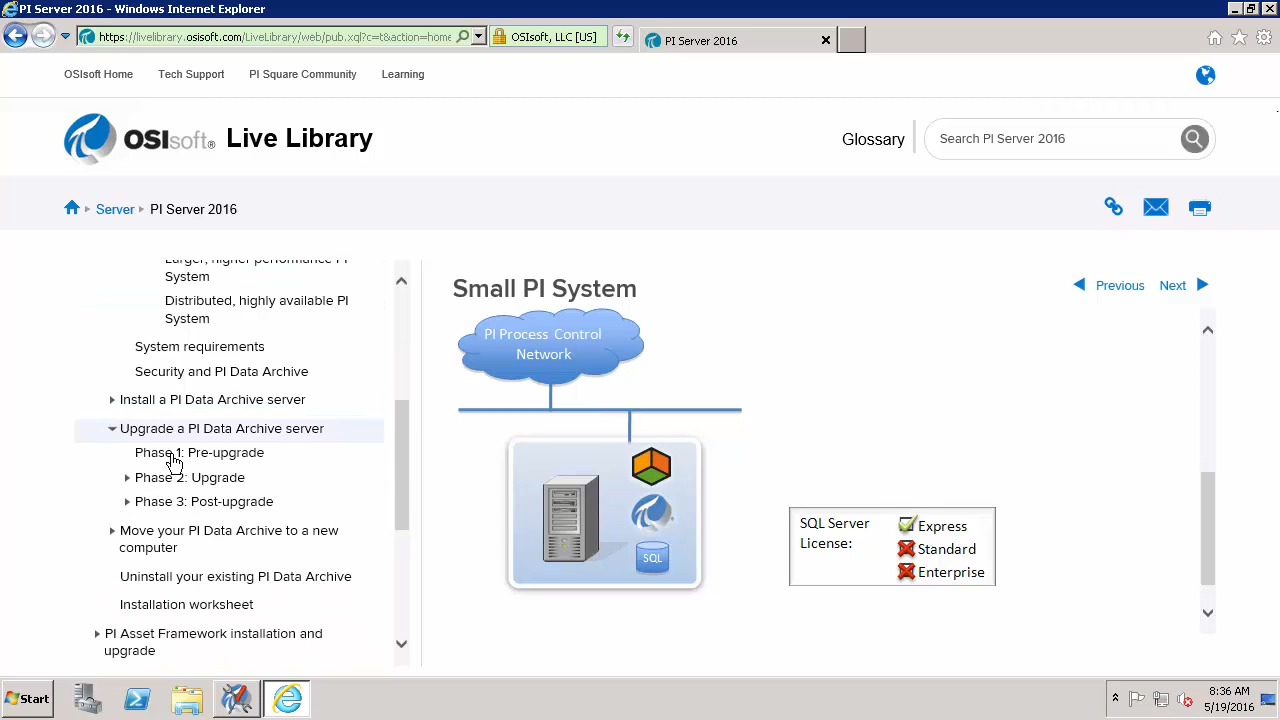 PI Server 2016 - Windows Internet Explorer
https://livelibrary.osisoft.com/LiveLibrary/web/pub.xql?c=t&action=home
OSIsoft, LLC [US]
PI Server 2016
OSIsoft Home
Tech Support
PI Square Community
Learning
OSIsoft® Live Library
Glossary
Search PI Server 2016
Server
PI Server 2016
Larger, higher performance PI
System
Distributed, highly available PI
System
System requirements
Security and PI Data Archive
Install a PI Data Archive server
Upgrade a PI Data Archive server
Phase 1: Pre-upgrade
Phase 2: Upgrade
Phase 3: Post-upgrade
Move your PI Data Archive to a new
computer
Uninstall your existing PI Data Archive
Installation worksheet
PI Asset Framework installation and
upgrade
Small PI System
Previous
Next
PI Process Control
Network
SQL
SQL Server
License:
Express
Standard
Enterprise
Start
8:36 AM
5/19/2016